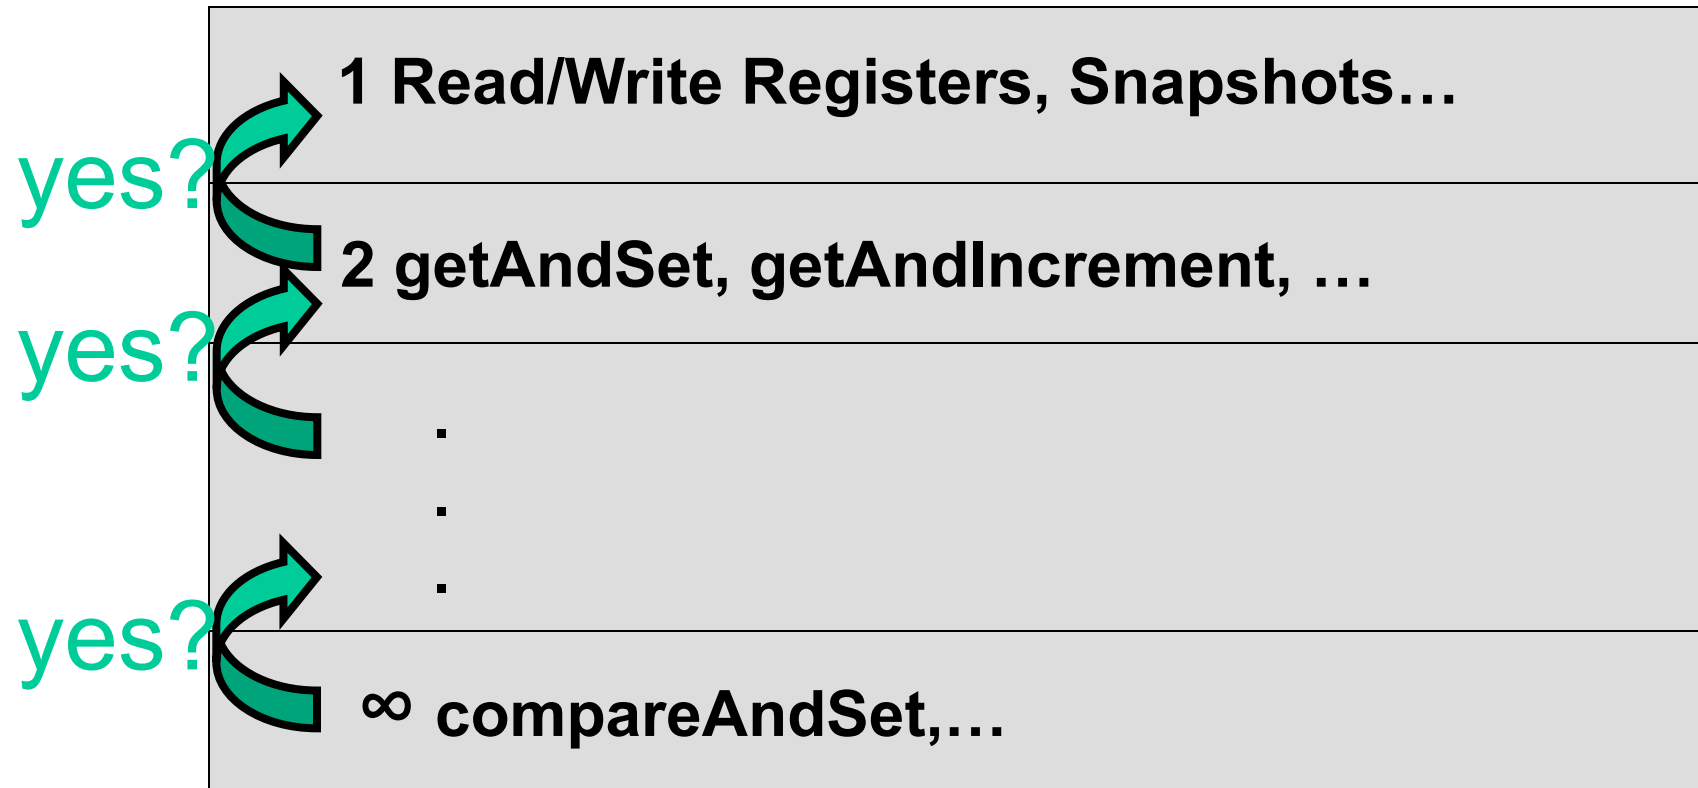 1 Read/Write Registers, Snapshots…
yes?
2 getAndSet, getAndIncrement, …
yes?
.
.
.
yes?
∞ compareAndSet,…